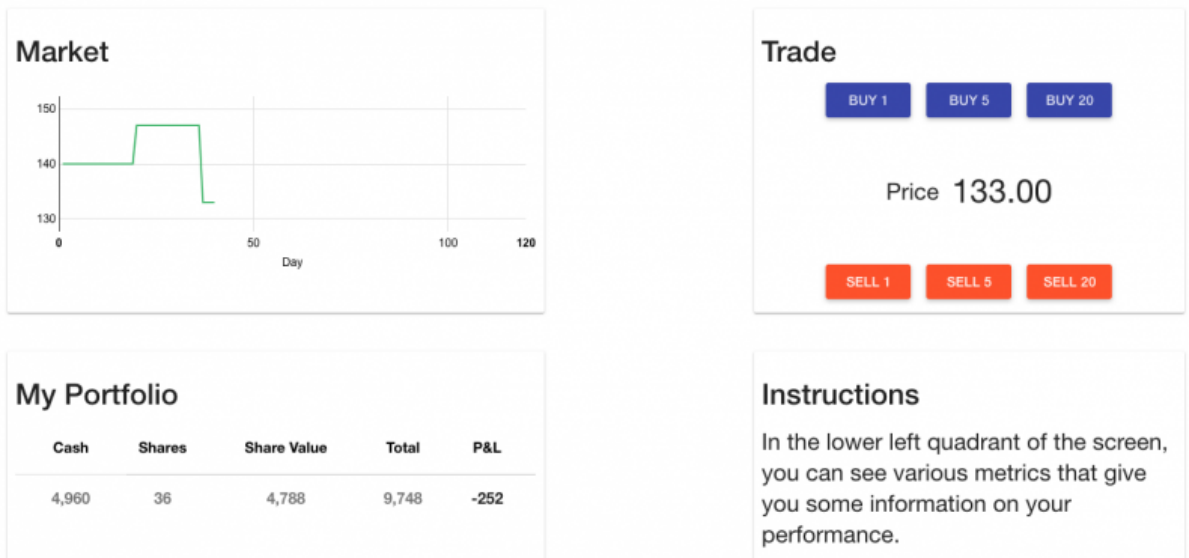 Market
150
140
130
0 50 100 120
Day
Trade
BUY 1 BUY 5 BUY 20
Price 133.00
SELL 1 SELL 5 SELL 20
My Portfolio
Cash Shares Share Value Total P&L
4,960 36 4,788 9,748 -252
Instructions
In the lower left quadrant of the screen,
you can see various metrics that give
you some information on your
performance.